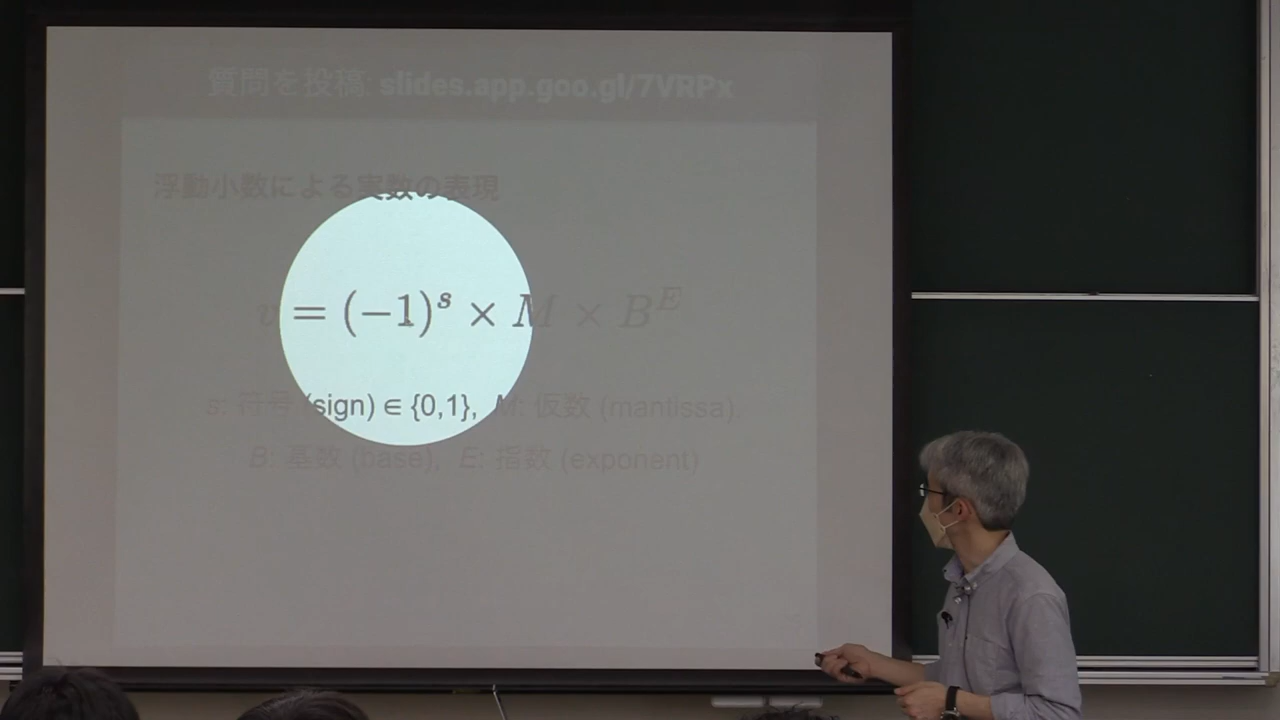 質問を投稿: slides.app.goo.gl/7VRPx
浮動小数による実数の表現
v = (−1)^s × M × B^E
s: 符号 (sign) ∈ {0,1}, M: 仮数 (mantissa),
B: 基数 (base), E: 指数 (exponent)